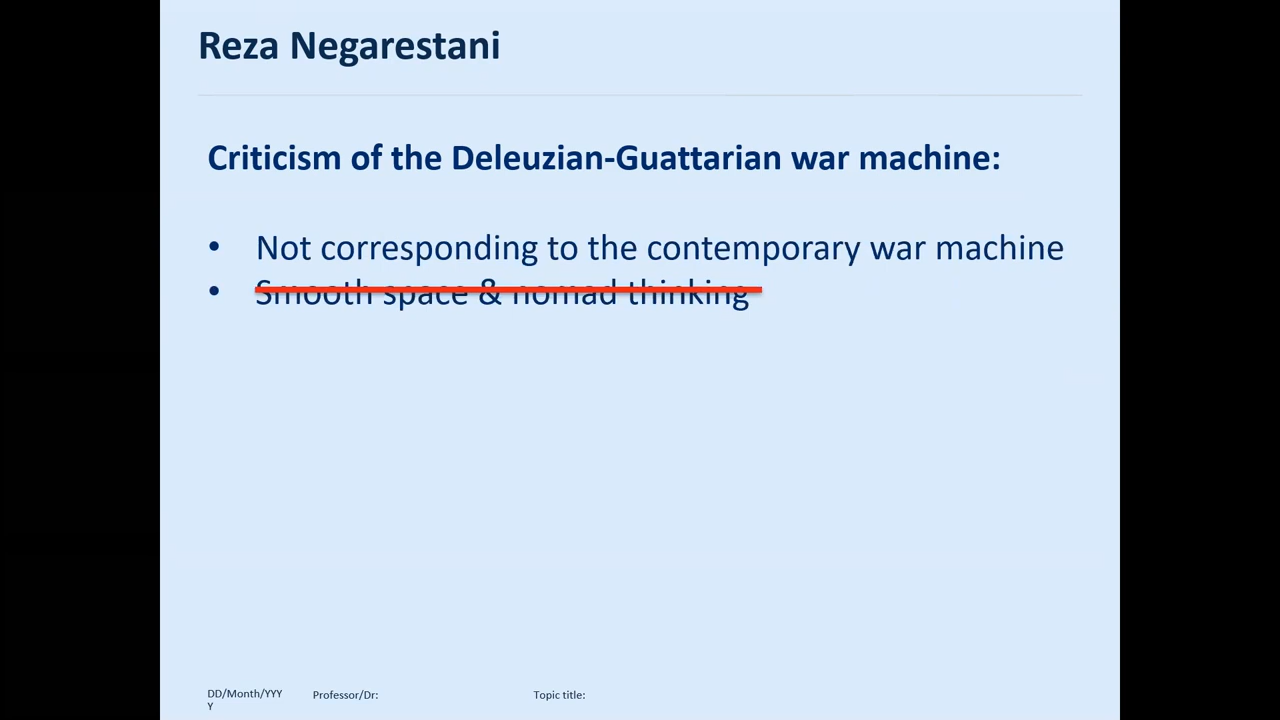 Reza Negarestani
Criticism of the Deleuzian-Guattarian war machine:
• Not corresponding to the contemporary war machine
• Smooth space & nomad thinking
DD/Month/YYY
Y
Professor/Dr:
Topic title: